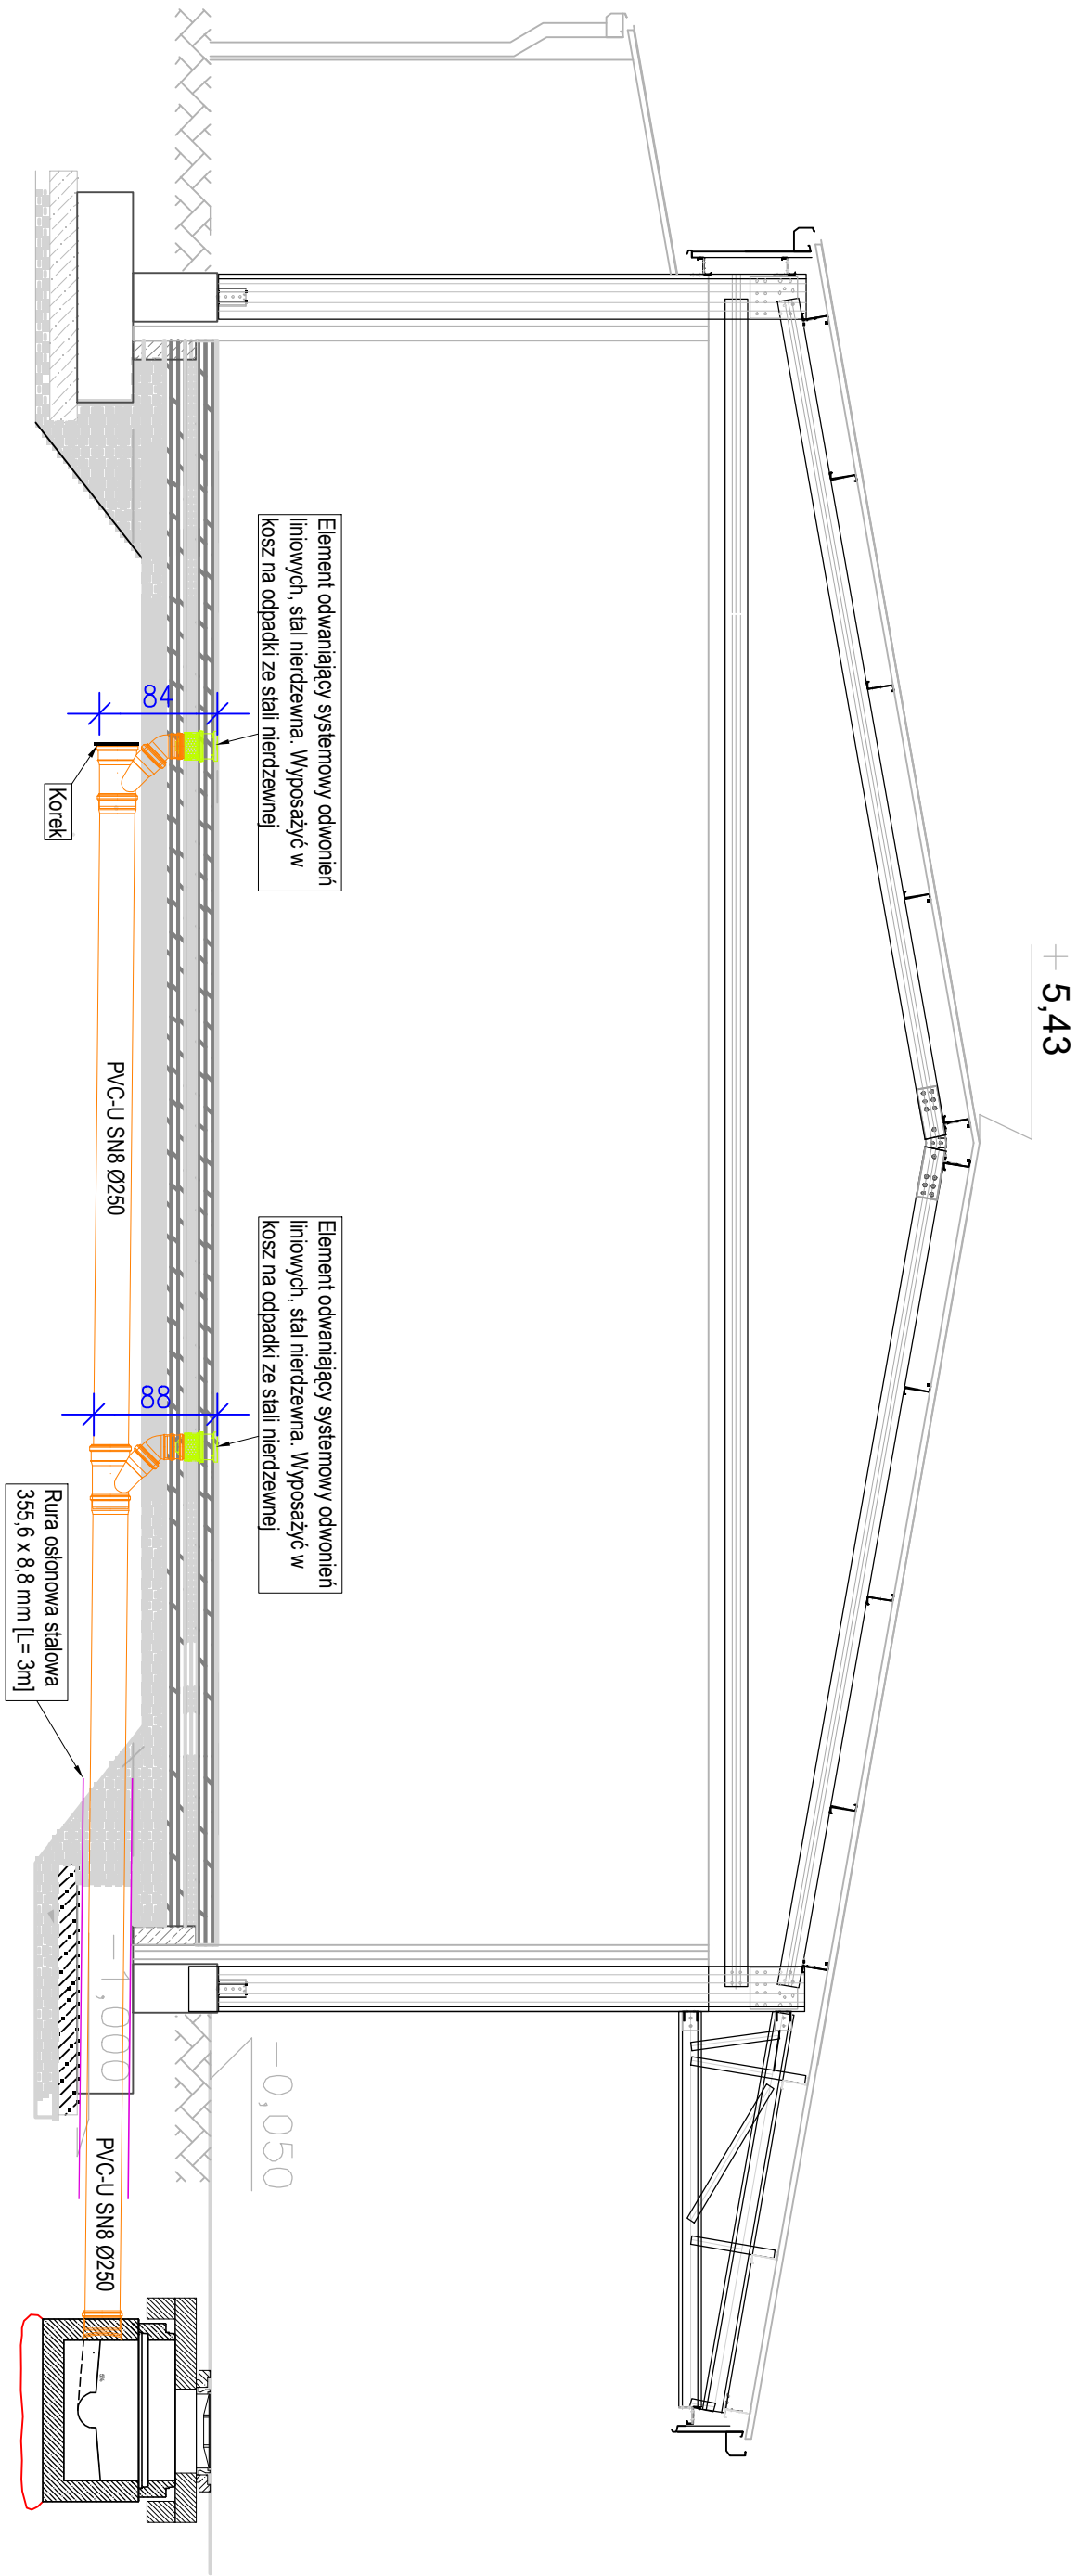 + 5,43
Element odwaniający systemowy odwonień
liniowych, stal nierdzewna. Wyposażyć w
kosz na odpadki ze stali nierdzewnej
Element odwaniający systemowy odwonień
liniowych, stal nierdzewna. Wyposażyć w
kosz na odpadki ze stali nierdzewnej
-0,050
84
88
Korek
PVC-U SN8 Ø250
Rura osłonowa stalowa
355,6 x 8,8 mm [L= 3m]
-1,000
PVC-U SN8 Ø250